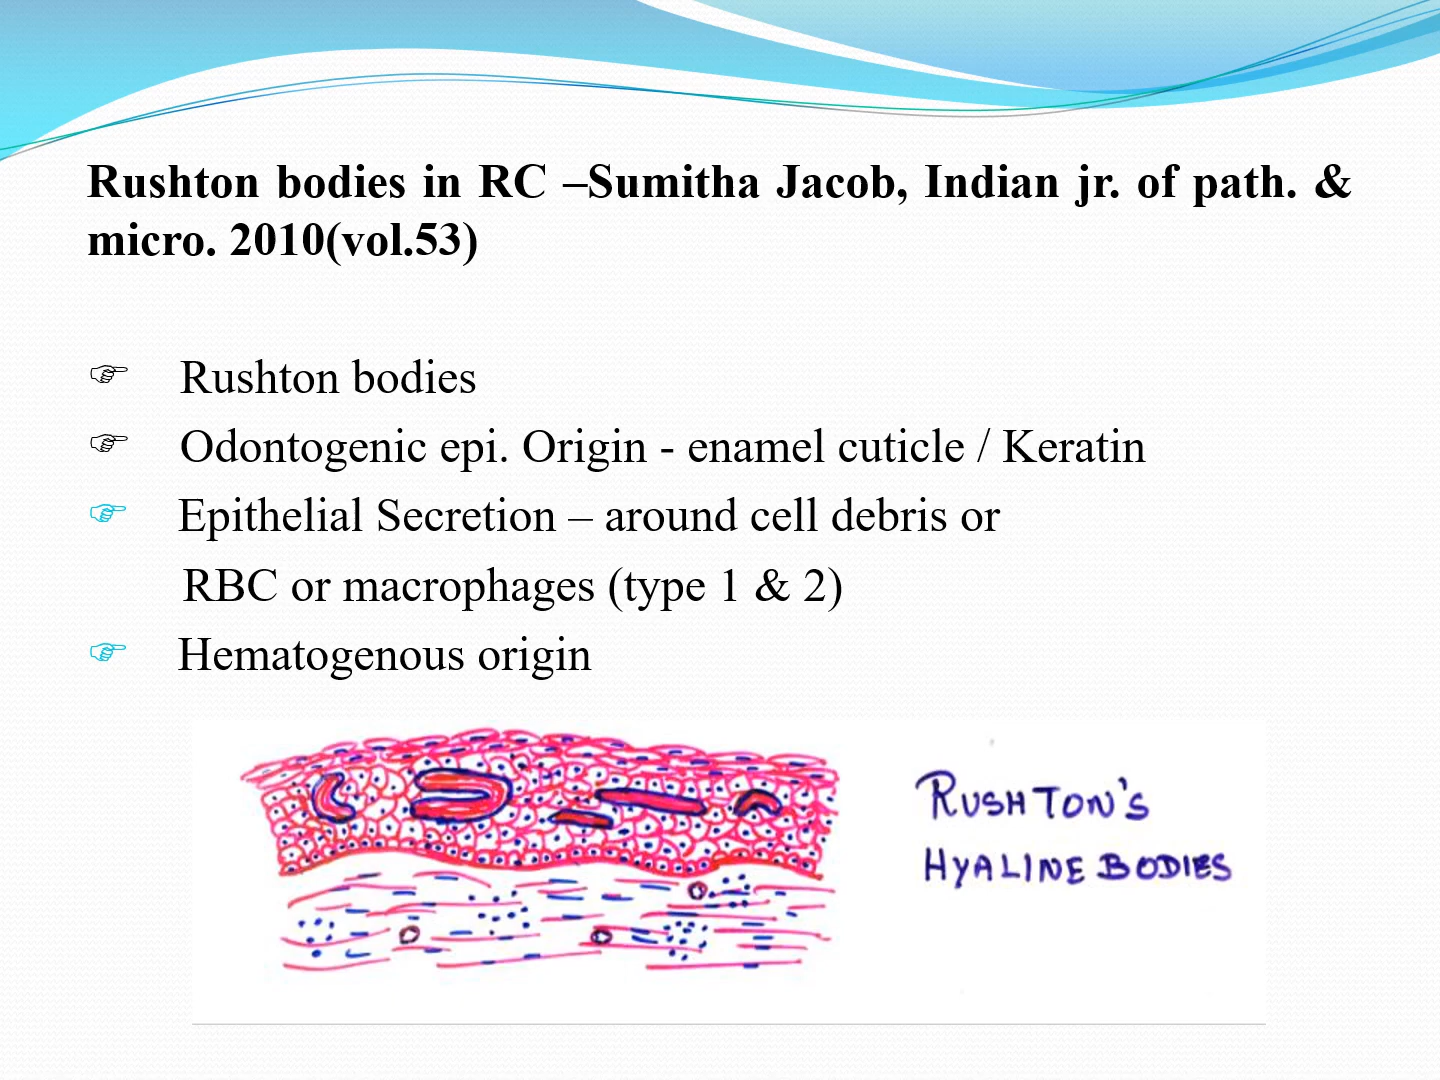 Rushton bodies in RC –Sumitha Jacob, Indian jr. of path. &
micro. 2010(vol.53)
☞ Rushton bodies
☞ Odontogenic epi. Origin - enamel cuticle / Keratin
☞ Epithelial Secretion – around cell debris or
RBC or macrophages (type 1 & 2)
☞ Hematogenous origin
RUSHTON'S
HYALINE BODIES